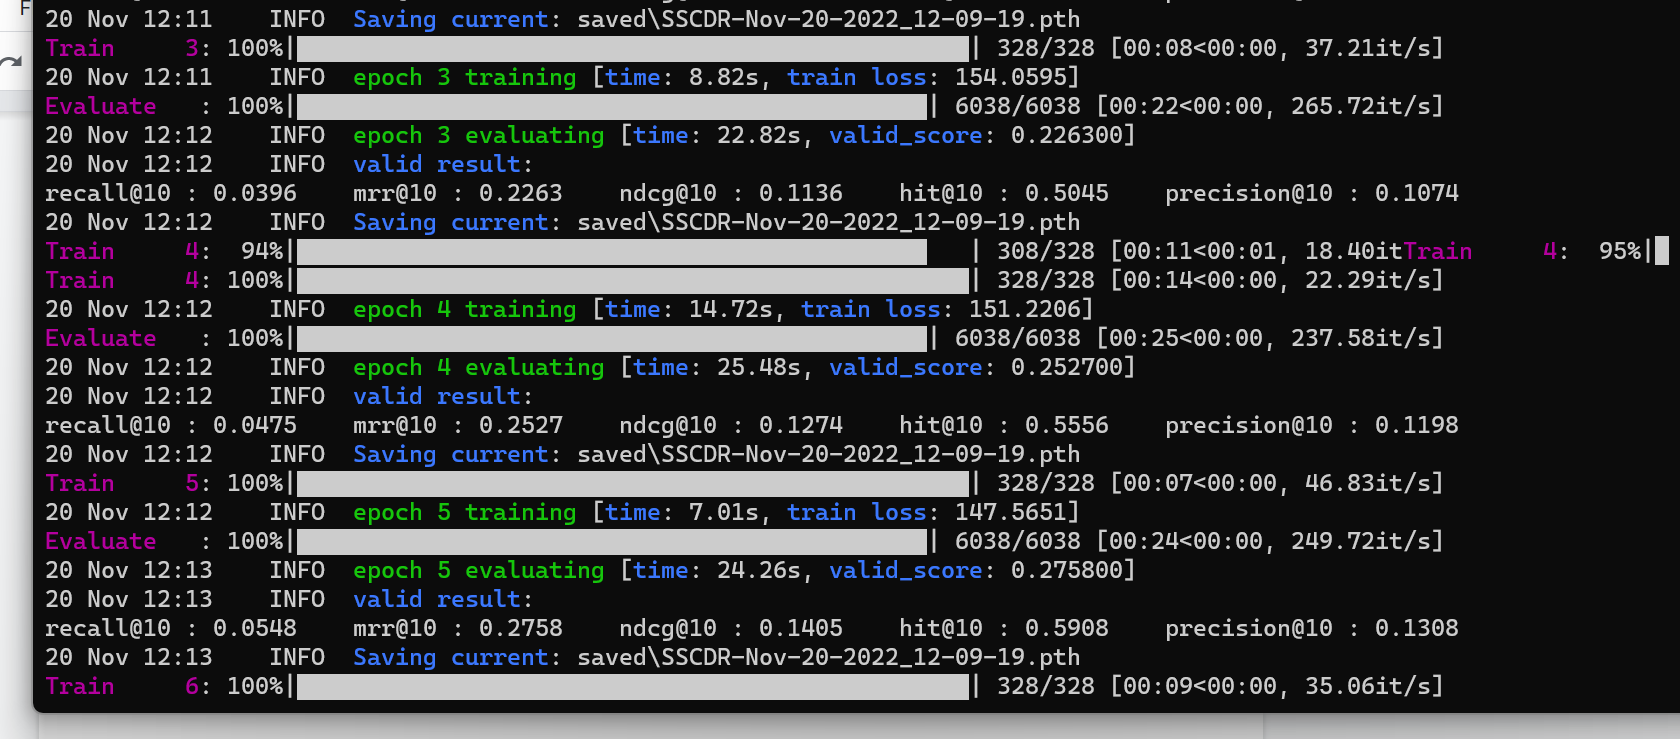 F
20 Nov 12:11    INFO  Saving current: saved\SSCDR-Nov-20-2022_12-09-19.pth
Train     3: 100%|| 328/328 [00:08<00:00, 37.21it/s]
20 Nov 12:11    INFO  epoch 3 training [time: 8.82s, train loss: 154.0595]
Evaluate   : 100%|| 6038/6038 [00:22<00:00, 265.72it/s]
20 Nov 12:12    INFO  epoch 3 evaluating [time: 22.82s, valid_score: 0.226300]
20 Nov 12:12    INFO  valid result:
recall@10 : 0.0396    mrr@10 : 0.2263    ndcg@10 : 0.1136    hit@10 : 0.5045    precision@10 : 0.1074
20 Nov 12:12    INFO  Saving current: saved\SSCDR-Nov-20-2022_12-09-19.pth
Train     4:  94%|| 308/328 [00:11<00:01, 18.40itTrain     4:  95%|
Train     4: 100%|| 328/328 [00:14<00:00, 22.29it/s]
20 Nov 12:12    INFO  epoch 4 training [time: 14.72s, train loss: 151.2206]
Evaluate   : 100%|| 6038/6038 [00:25<00:00, 237.58it/s]
20 Nov 12:12    INFO  epoch 4 evaluating [time: 25.48s, valid_score: 0.252700]
20 Nov 12:12    INFO  valid result:
recall@10 : 0.0475    mrr@10 : 0.2527    ndcg@10 : 0.1274    hit@10 : 0.5556    precision@10 : 0.1198
20 Nov 12:12    INFO  Saving current: saved\SSCDR-Nov-20-2022_12-09-19.pth
Train     5: 100%|| 328/328 [00:07<00:00, 46.83it/s]
20 Nov 12:12    INFO  epoch 5 training [time: 7.01s, train loss: 147.5651]
Evaluate   : 100%|| 6038/6038 [00:24<00:00, 249.72it/s]
20 Nov 12:13    INFO  epoch 5 evaluating [time: 24.26s, valid_score: 0.275800]
20 Nov 12:13    INFO  valid result:
recall@10 : 0.0548    mrr@10 : 0.2758    ndcg@10 : 0.1405    hit@10 : 0.5908    precision@10 : 0.1308
20 Nov 12:13    INFO  Saving current: saved\SSCDR-Nov-20-2022_12-09-19.pth
Train     6: 100%|| 328/328 [00:09<00:00, 35.06it/s]